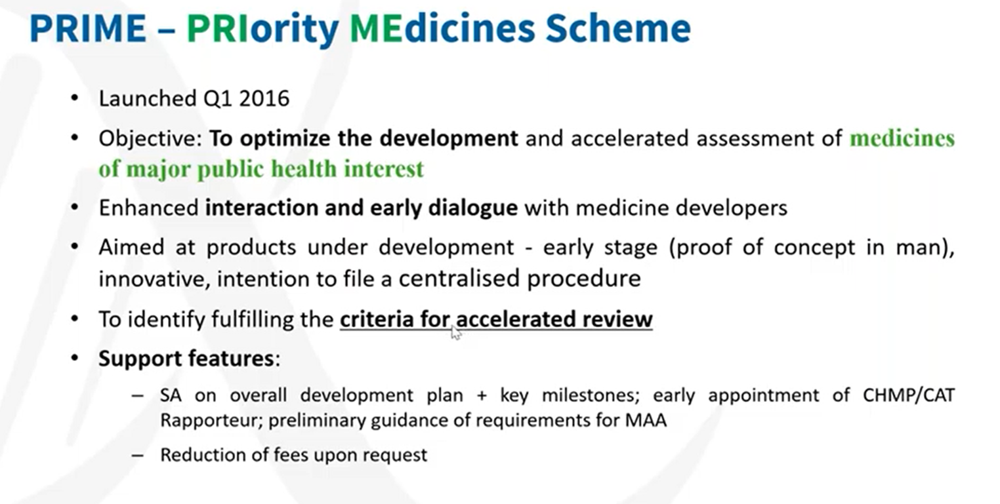 PRIME – PRIority MEdicines Scheme
• Launched Q1 2016
• Objective: To optimize the development and accelerated assessment of medicines
of major public health interest
• Enhanced interaction and early dialogue with medicine developers
• Aimed at products under development - early stage (proof of concept in man),
innovative, intention to file a centralised procedure
• To identify fulfilling the criteria for accelerated review
• Support features:
– SA on overall development plan + key milestones; early appointment of CHMP/CAT
Rapporteur; preliminary guidance of requirements for MAA
– Reduction of fees upon request